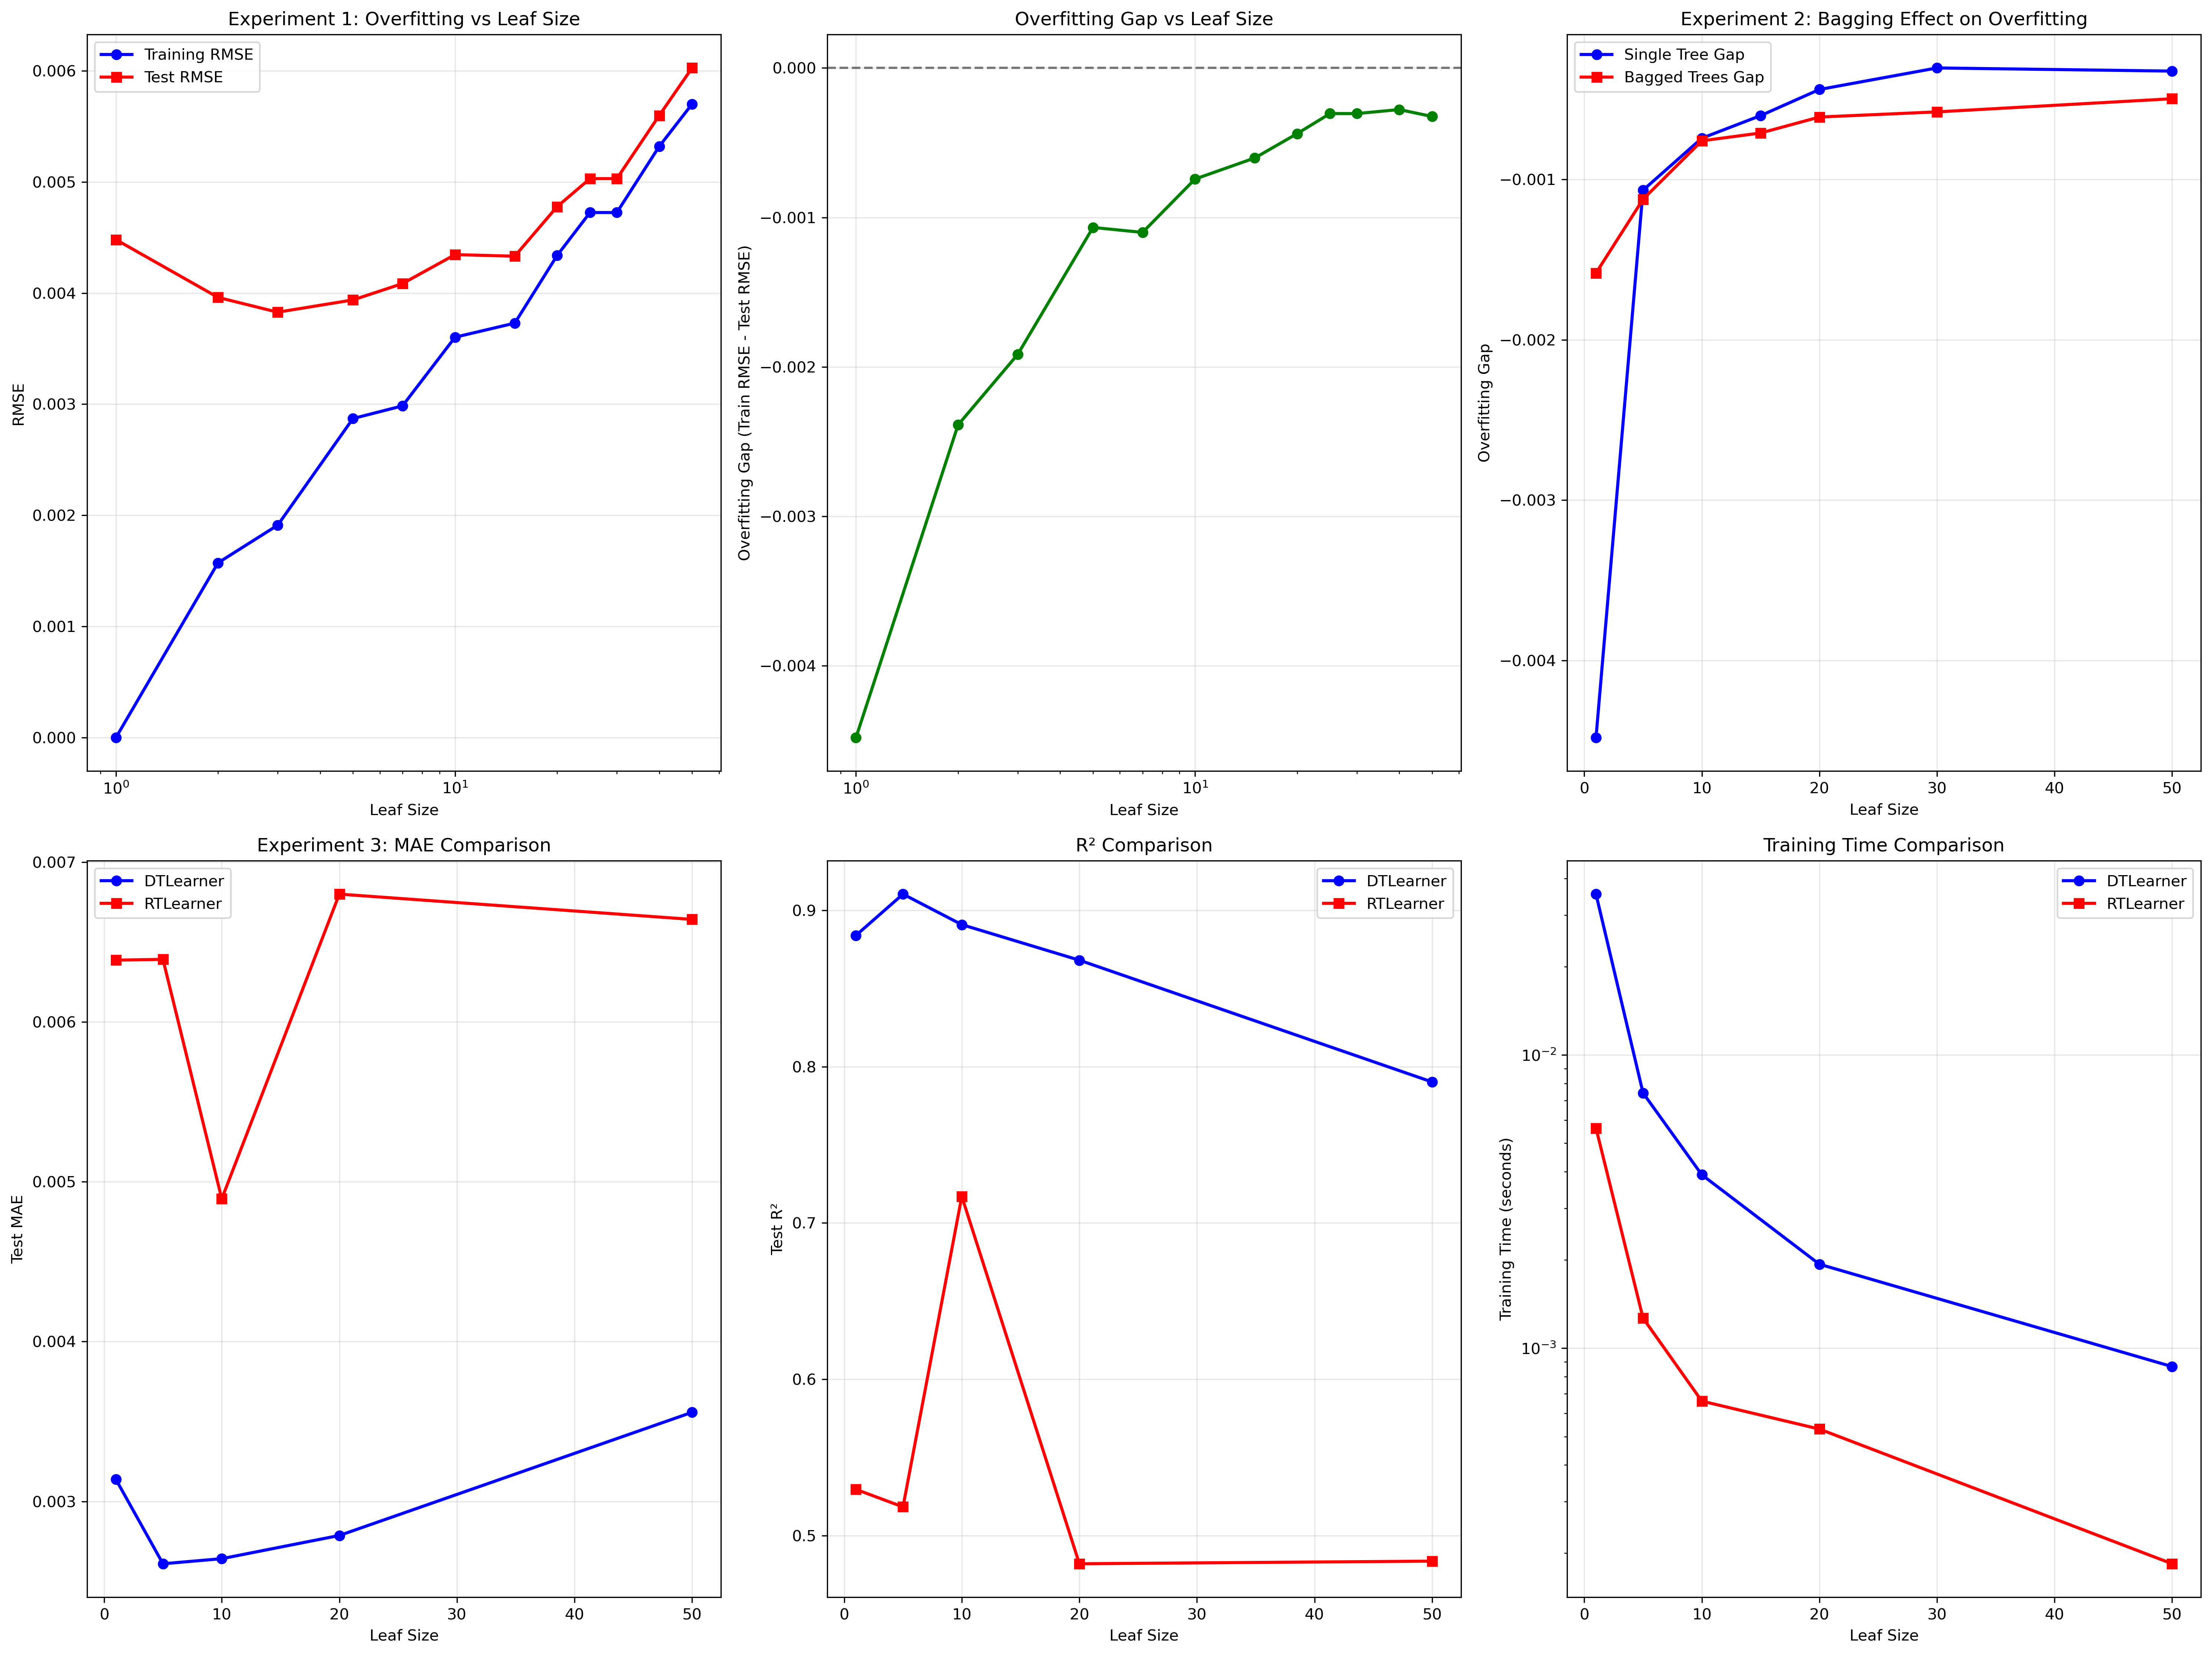 Experiment 1: Overfitting vs Leaf Size
Training RMSE
Test RMSE
RMSE
0.006
0.005
0.004
0.003
0.002
0.001
0.000
10⁰
10¹
Leaf Size
Overfitting Gap vs Leaf Size
Overfitting Gap (Train RMSE - Test RMSE)
0.000
−0.001
−0.002
−0.003
−0.004
10⁰
10¹
Leaf Size
Experiment 2: Bagging Effect on Overfitting
Single Tree Gap
Bagged Trees Gap
Overfitting Gap
−0.001
−0.002
−0.003
−0.004
0
10
20
30
40
50
Leaf Size
Experiment 3: MAE Comparison
DTLearner
RTLearner
Test MAE
0.007
0.006
0.005
0.004
0.003
0
10
20
30
40
50
Leaf Size
R² Comparison
DTLearner
RTLearner
Test R²
0.9
0.8
0.7
0.6
0.5
0
10
20
30
40
50
Leaf Size
Training Time Comparison
DTLearner
RTLearner
Training Time (seconds)
10⁻²
10⁻³
0
10
20
30
40
50
Leaf Size